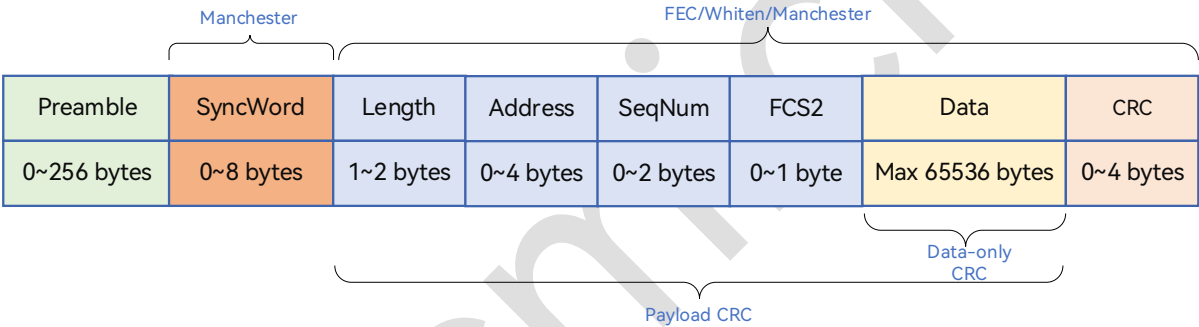 Manchester
FEC/Whiten/Manchester
Preamble SyncWord Length Address SeqNum FCS2 Data CRC
0~256 bytes 0~8 bytes 1~2 bytes 0~4 bytes 0~2 bytes 0~1 byte Max 65536 bytes 0~4 bytes
Data-only
CRC
Payload CRC